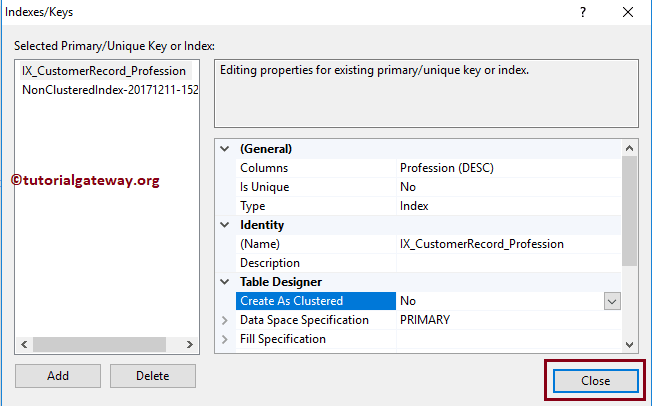 Indexes/Keys
Selected Primary/Unique Key or Index:
IX_CustomerRecord_Profession
NonClusteredIndex-20171211-152
©tutorialgateway.org
Add
Delete
Editing properties for existing primary/unique key or index.
(General)
Columns Profession (DESC)
Is Unique No
Type Index
Identity
(Name) IX_CustomerRecord_Profession
Description
Table Designer
Create As Clustered No
Data Space Specification PRIMARY
Fill Specification
Close